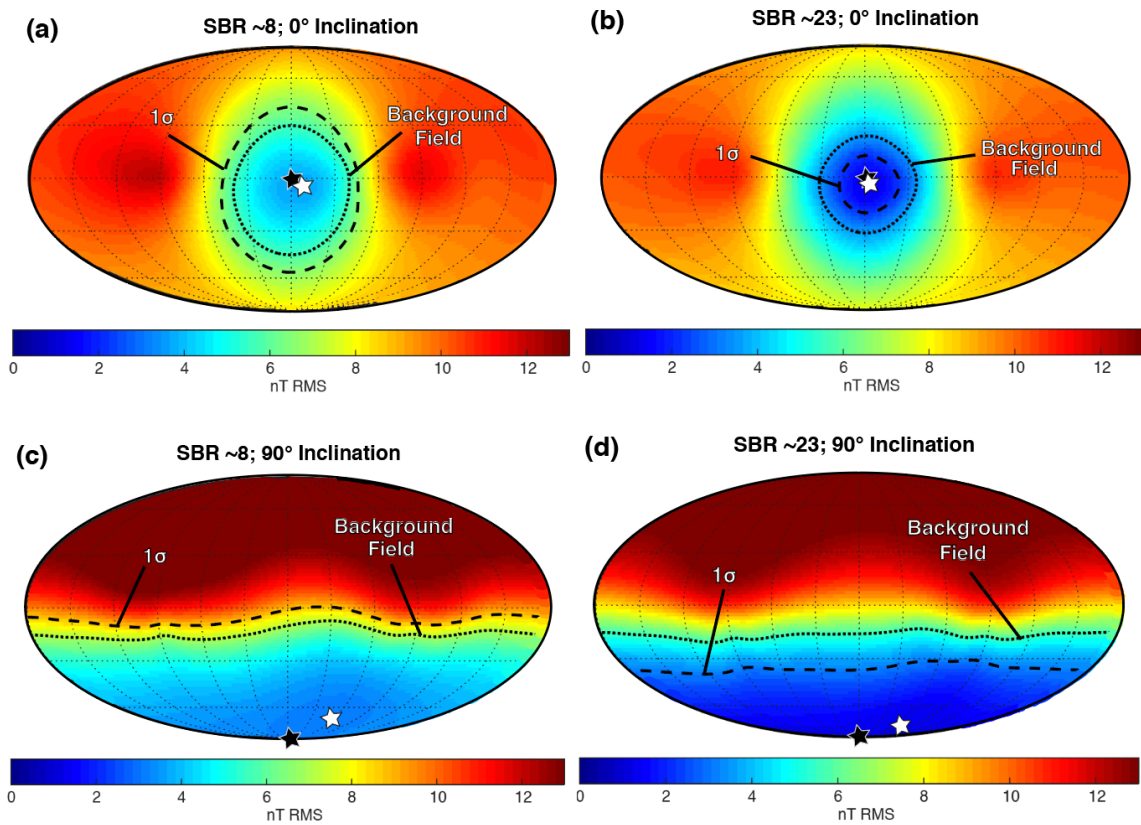 (a)
SBR ~8; 0° Inclination
1σ
Background
Field
0 2 4 6 8 10 12
nT RMS
(b)
SBR ~23; 0° Inclination
1σ
Background
Field
0 2 4 6 8 10 12
nT RMS
(c)
SBR ~8; 90° Inclination
1σ
Background
Field
0 2 4 6 8 10 12
nT RMS
(d)
SBR ~23; 90° Inclination
1σ
Background
Field
0 2 4 6 8 10 12
nT RMS